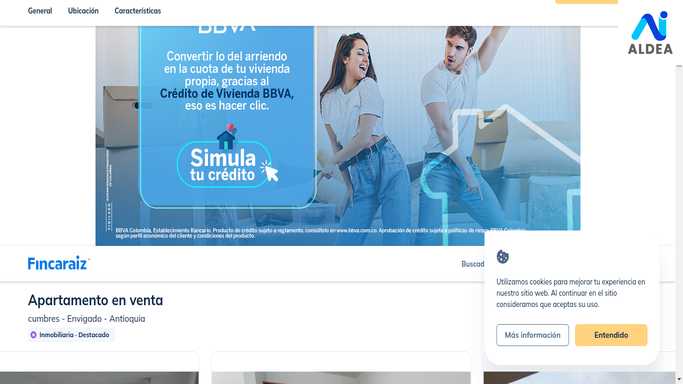 General Ubicación Características
ALDEA
BBVA
Convertir lo del arriendo
en la cuota de tu vivienda
propia, gracias al
Crédito de Vivienda BBVA,
eso es hacer clic.
Simula
tu crédito
BBVA Colombia, Establecimiento Bancario. Producto de crédito sujeto a reglamento, consúltelo en www.bbva.com.co. Aprobación de crédito sujeta a políticas de riesgo BBVA Colombia,
según perfil económico del cliente y condiciones del producto.
Fincaraiz
Buscad
Apartamento en venta
cumbres - Envigado - Antioquia
Inmobiliaria - Destacado
Utilizamos cookies para mejorar tu experiencia en
nuestro sitio web. Al continuar en el sitio
consideramos que aceptas su uso.
Más información Entendido